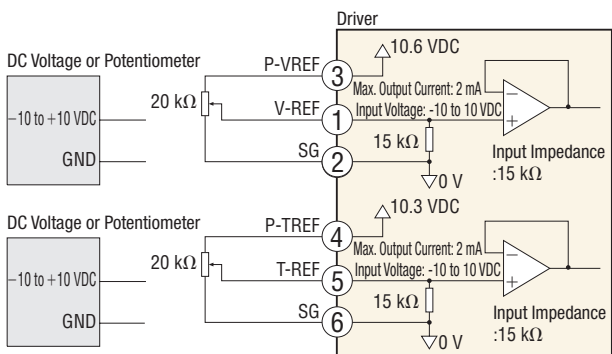 Driver
DC Voltage or Potentiometer
−10 to +10 VDC
GND
20 kΩ
P-VREF
V-REF
SG
3
1
2
10.6 VDC
Max. Output Current: 2 mA
Input Voltage: -10 to 10 VDC
15 kΩ
0 V
−
+
Input Impedance
:15 kΩ
DC Voltage or Potentiometer
−10 to +10 VDC
GND
20 kΩ
P-TREF
T-REF
SG
4
5
6
10.3 VDC
Max. Output Current: 2 mA
Input Voltage: -10 to 10 VDC
15 kΩ
0 V
−
+
Input Impedance
:15 kΩ